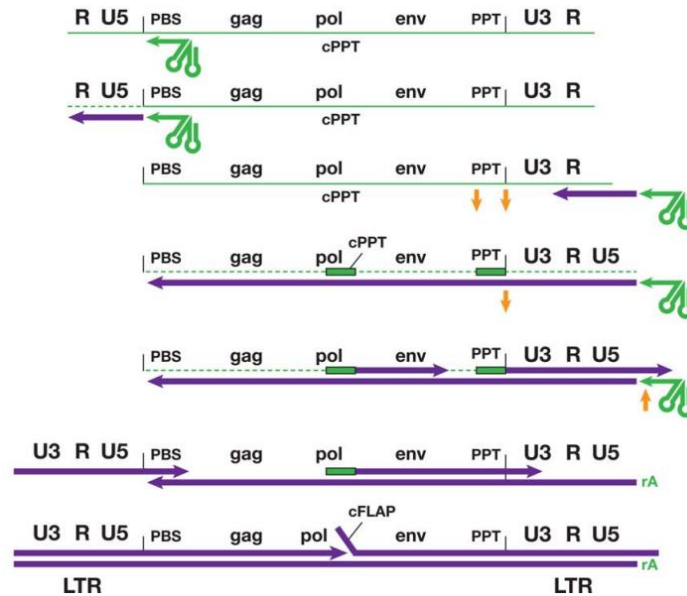 R U5 PBS gag pol env PPT U3 R
cPPT
R U5 PBS gag pol env PPT U3 R
cPPT
PBS gag pol env PPT U3 R
cPPT
cPPT
PBS gag pol env PPT U3 R U5
PBS gag pol env PPT U3 R U5
U3 R U5 PBS gag pol env PPT U3 R U5
rA
cFLAP
U3 R U5 PBS gag pol env PPT U3 R U5
rA
LTR LTR